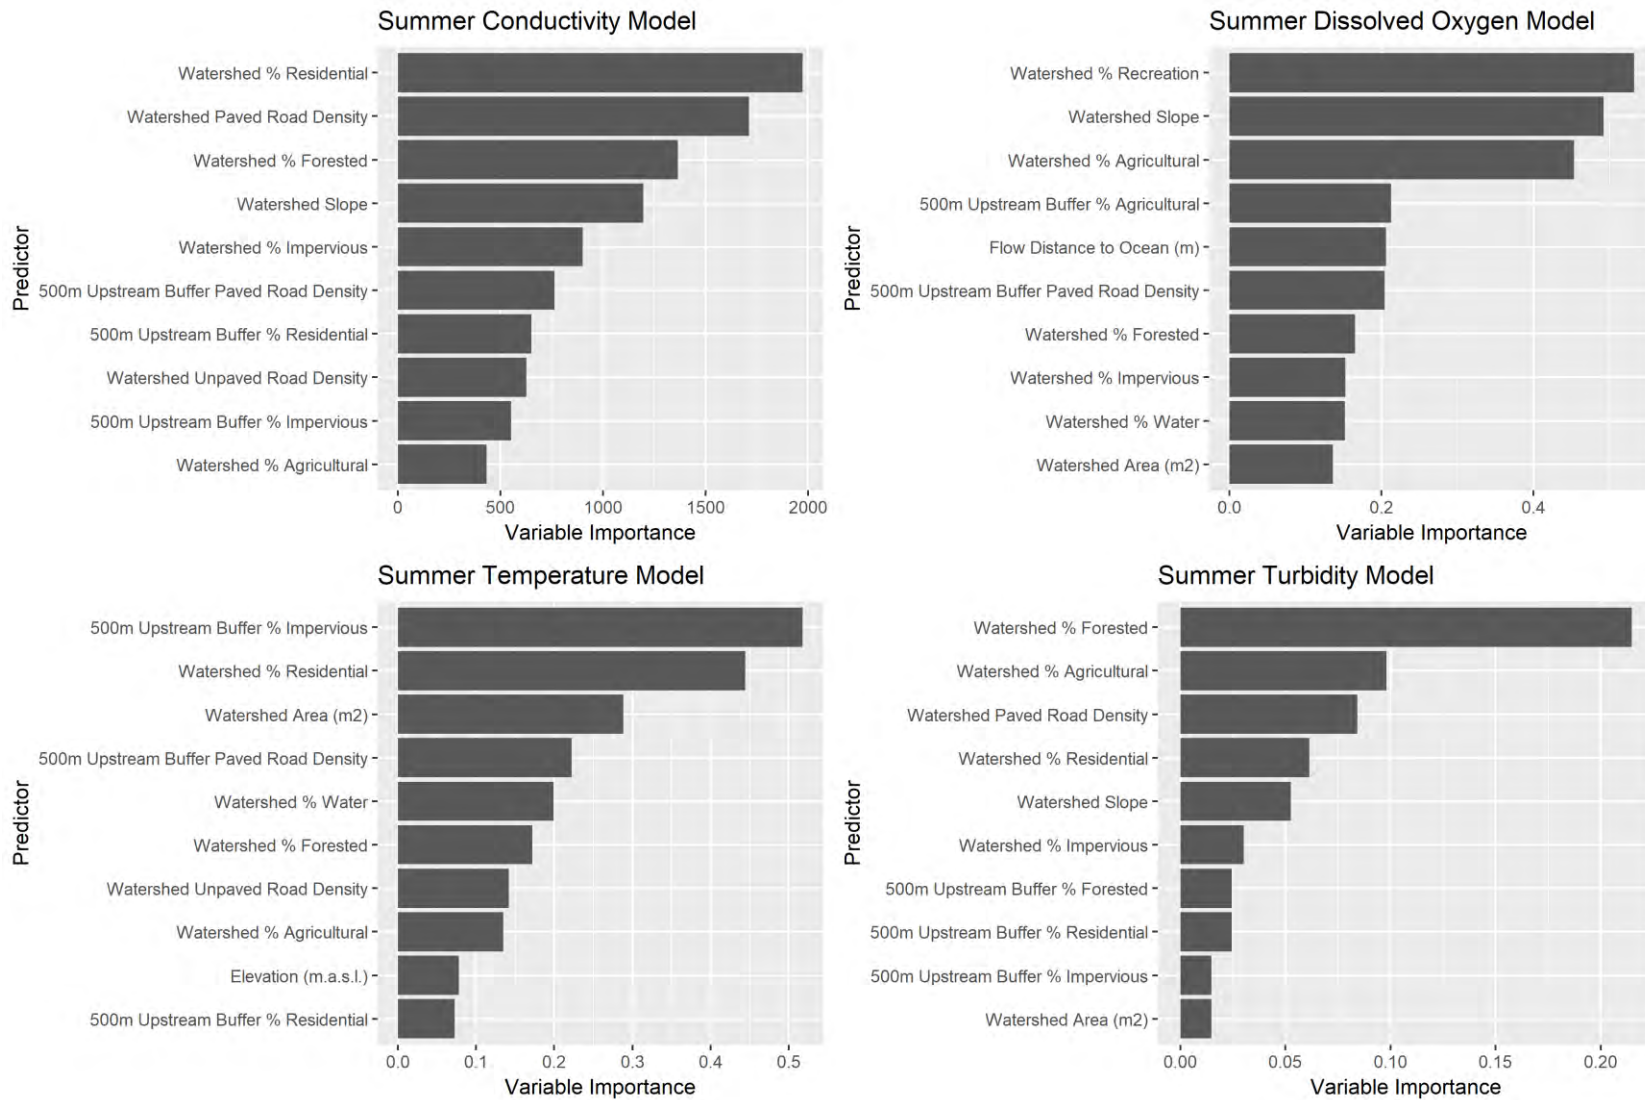 Summer Conductivity Model
Predictor
Watershed % Residential
Watershed Paved Road Density
Watershed % Forested
Watershed Slope
Watershed % Impervious
500m Upstream Buffer Paved Road Density
500m Upstream Buffer % Residential
Watershed Unpaved Road Density
500m Upstream Buffer % Impervious
Watershed % Agricultural
0 500 1000 1500 2000
Variable Importance
Summer Dissolved Oxygen Model
Predictor
Watershed % Recreation
Watershed Slope
Watershed % Agricultural
500m Upstream Buffer % Agricultural
Flow Distance to Ocean (m)
500m Upstream Buffer Paved Road Density
Watershed % Forested
Watershed % Impervious
Watershed % Water
Watershed Area (m2)
0.0 0.2 0.4
Variable Importance
Summer Temperature Model
Predictor
500m Upstream Buffer % Impervious
Watershed % Residential
Watershed Area (m2)
500m Upstream Buffer Paved Road Density
Watershed % Water
Watershed % Forested
Watershed Unpaved Road Density
Watershed % Agricultural
Elevation (m.a.s.l.)
500m Upstream Buffer % Residential
0.0 0.1 0.2 0.3 0.4 0.5
Variable Importance
Summer Turbidity Model
Predictor
Watershed % Forested
Watershed % Agricultural
Watershed Paved Road Density
Watershed % Residential
Watershed Slope
Watershed % Impervious
500m Upstream Buffer % Forested
500m Upstream Buffer % Residential
500m Upstream Buffer % Impervious
Watershed Area (m2)
0.00 0.05 0.10 0.15 0.20
Variable Importance